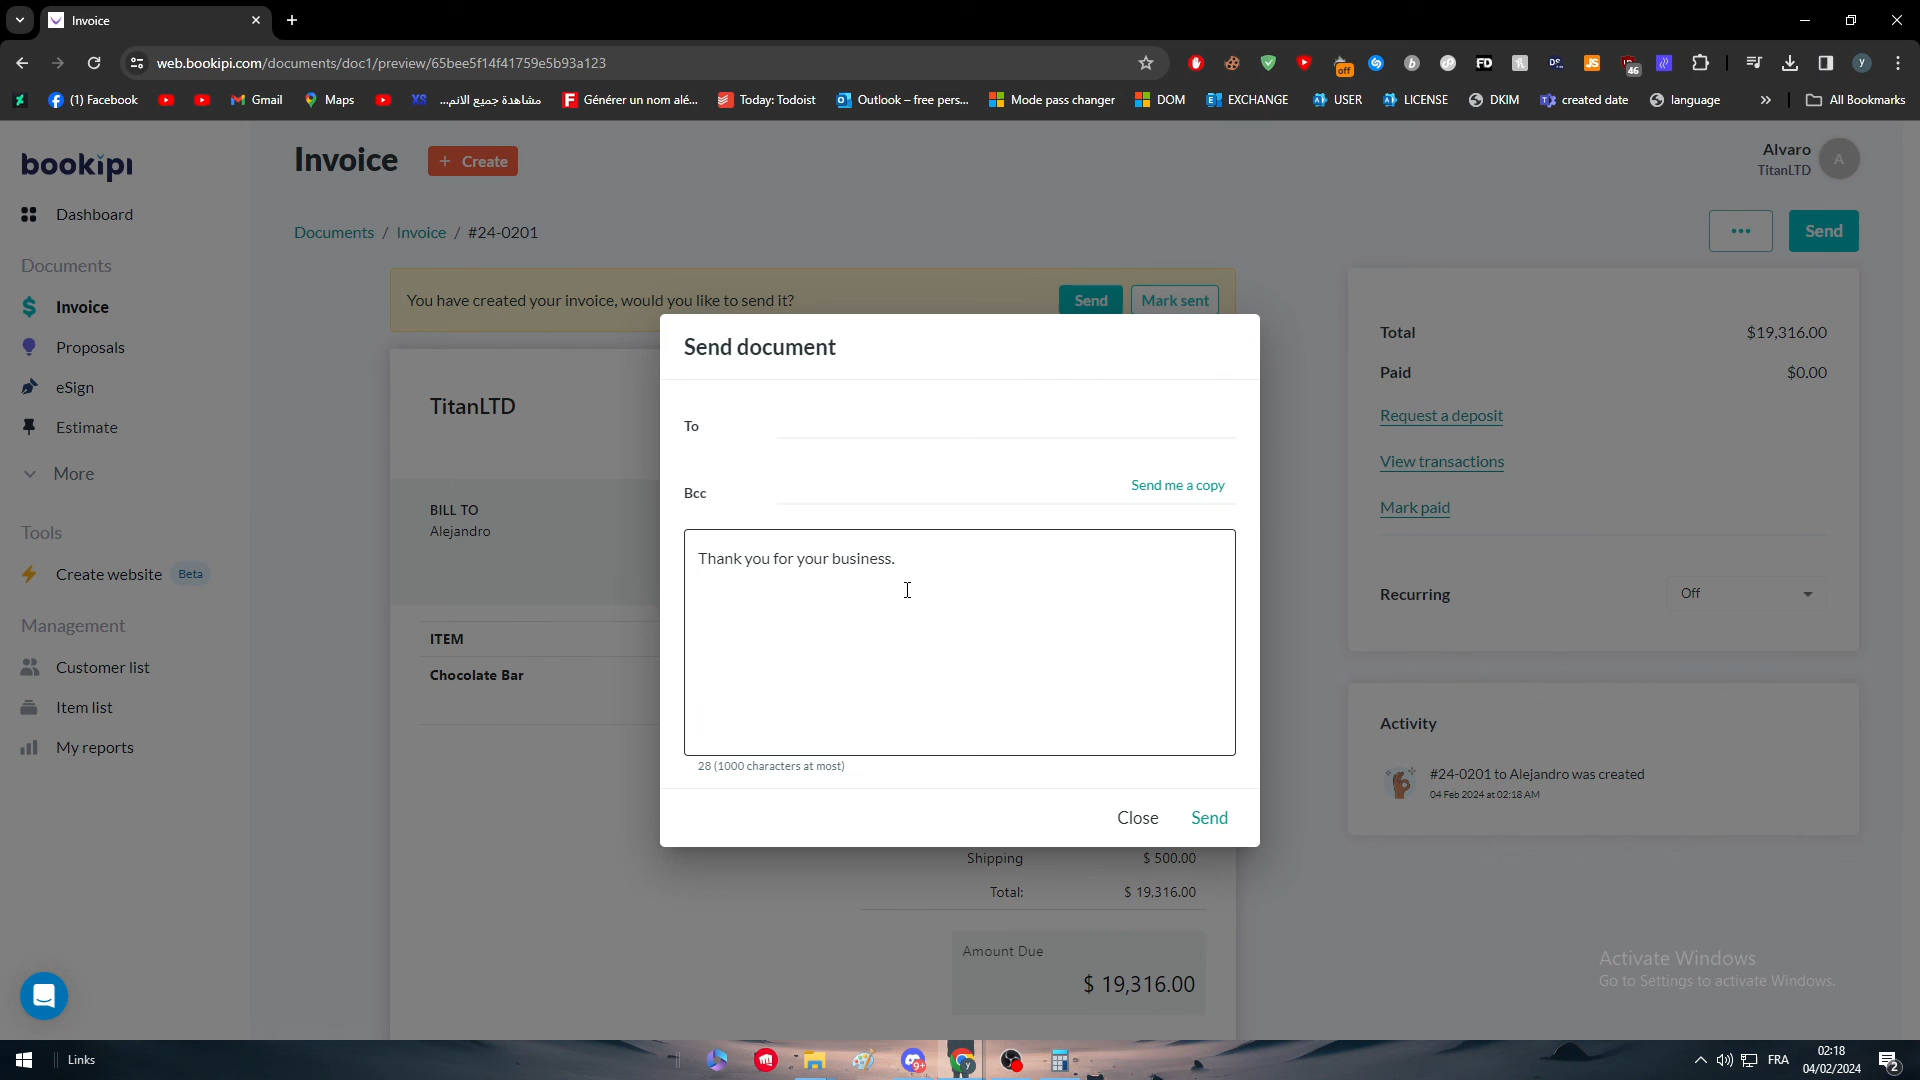 Invoice
web.bookipi.com/documents/doc1/preview/65bee5f14f41759e5b93a123
off
FD
46
y
(1) Facebook
Gmail
Maps
مشاهدة جميع الانم...
Générer un nom alé...
Today: Todoist
Outlook – free pers...
Mode pass changer
DOM
EXCHANGE
USER
LICENSE
DKIM
created date
language
All Bookmarks
bookipi
Invoice
+ Create
Alvaro
TitanLTD
A
Dashboard
Documents / Invoice / #24-0201
Send
Documents
Invoice
Proposals
eSign
Estimate
More
Tools
Create website Beta
Management
Customer list
Item list
My reports
You have created your invoice, would you like to send it?
Send
Mark sent
TitanLTD
BILL TO
Alejandro
ITEM
Chocolate Bar
Send document
To
Bcc
Send me a copy
Thank you for your business.
28 (1000 characters at most)
Close
Send
Shipping $ 500.00
Total: $ 19,316.00
Amount Due
$ 19,316.00
Total $19,316.00
Paid $0.00
Request a deposit
View transactions
Mark paid
Recurring Off
Activity
#24-0201 to Alejandro was created
04 Feb 2024 at 02:18 AM
Activate Windows
Go to Settings to activate Windows.
Links
9+
FRA
02:18
04/02/2024
2